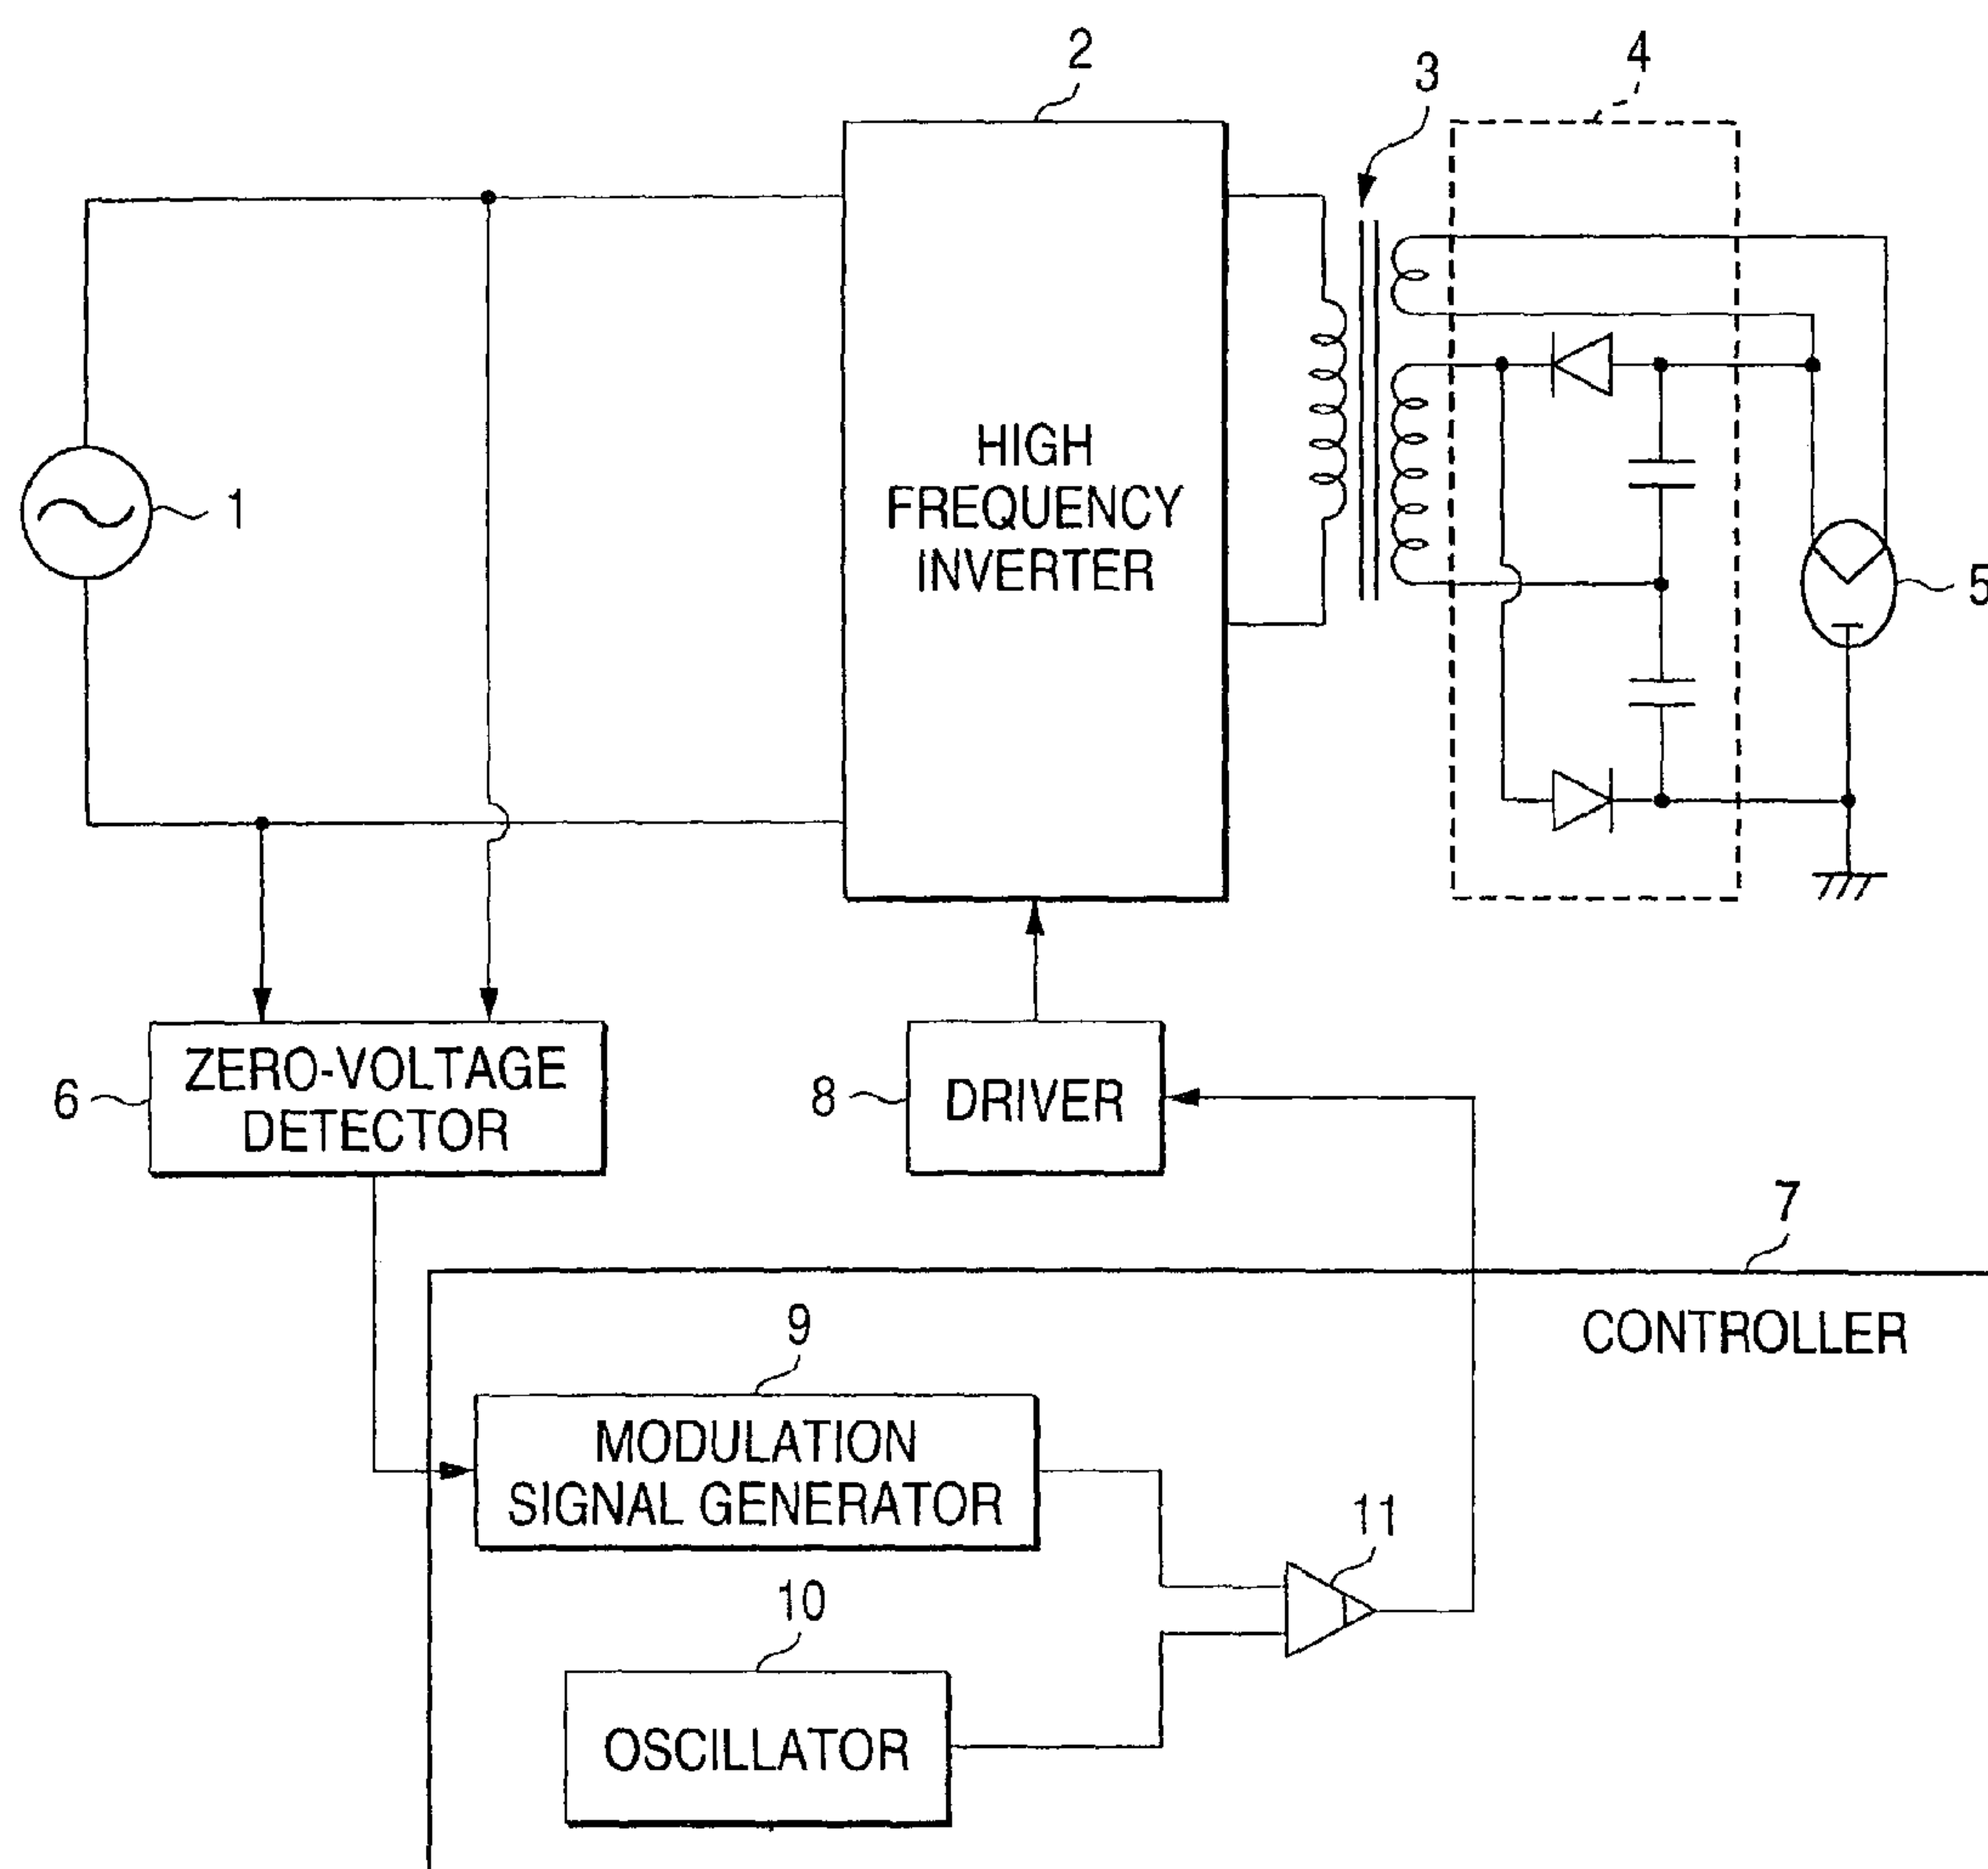 2
3
4
1
HIGH
FREQUENCY
INVERTER
5
6
ZERO-VOLTAGE
DETECTOR
8
DRIVER
7
CONTROLLER
9
MODULATION
SIGNAL GENERATOR
11
10
OSCILLATOR